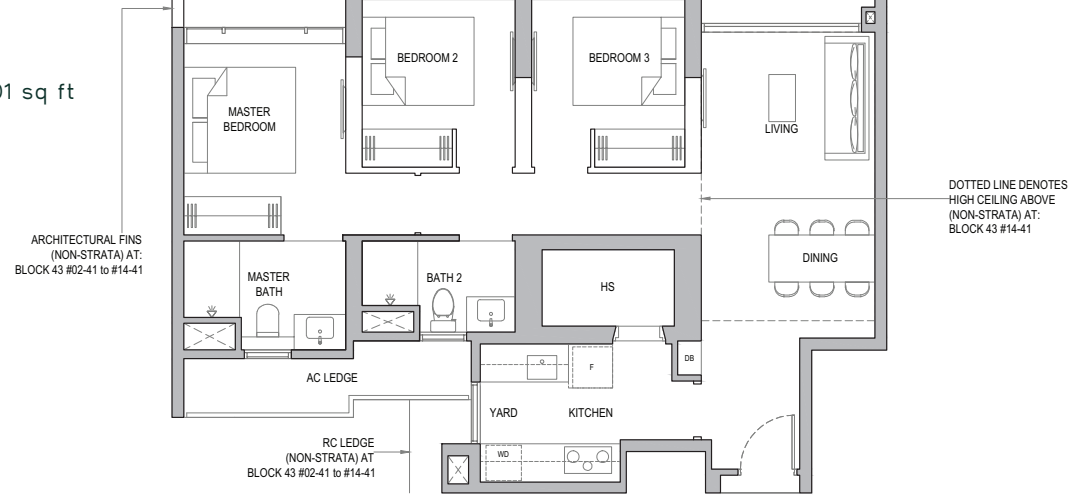 01 sq ft
BEDROOM 2
BEDROOM 3
MASTER
BEDROOM
LIVING
DOTTED LINE DENOTES
HIGH CEILING ABOVE
(NON-STRATA) AT:
BLOCK 43 #14-41
ARCHITECTURAL FINS
(NON-STRATA) AT:
BLOCK 43 #02-41 to #14-41
MASTER
BATH
BATH 2
HS
DINING
DB
F
AC LEDGE
YARD
KITCHEN
RC LEDGE
(NON-STRATA) AT
BLOCK 43 #02-41 to #14-41
WD